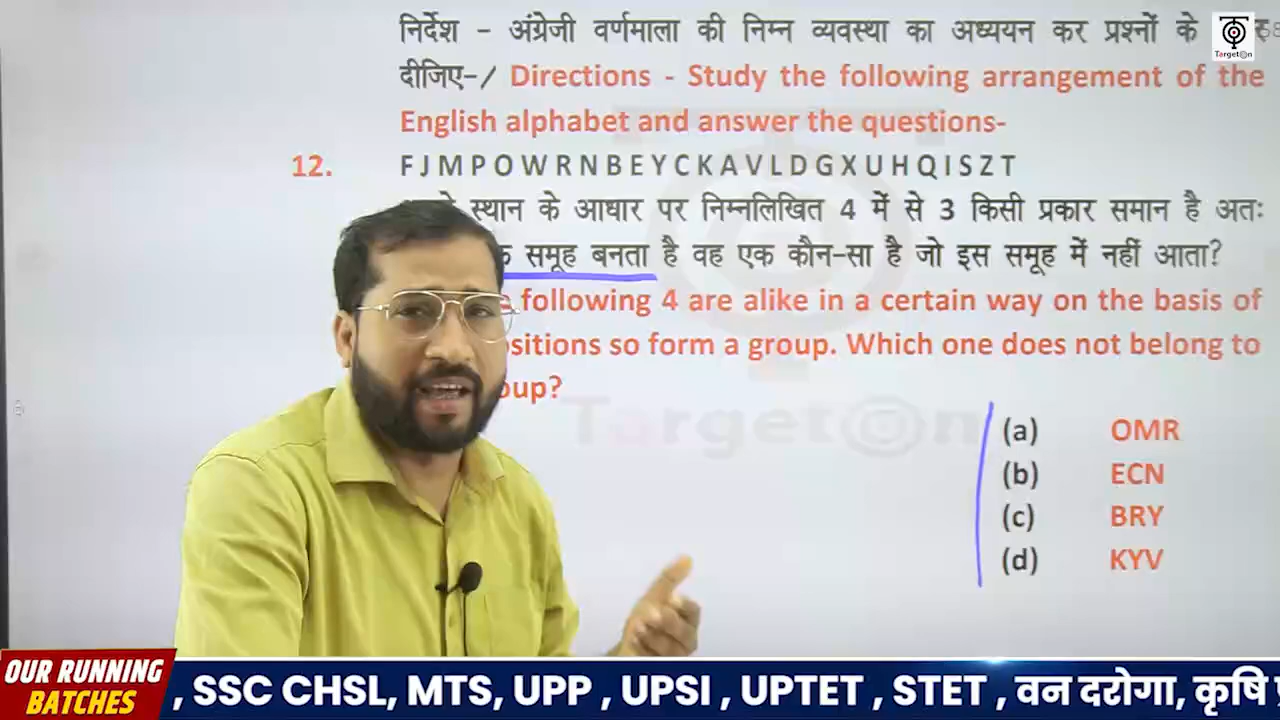 निर्देश - अंग्रेजी वर्णमाला की निम्न व्यवस्था का अध्ययन कर प्रश्नों के
दीजिए-/ Directions - Study the following arrangement of the
English alphabet and answer the questions-
12. F J M P O W R N B E Y C K A V L D G X U H Q I S Z T
स्थान के आधार पर निम्नलिखित 4 में से 3 किसी प्रकार समान है अतः
समूह बनता है वह एक कौन-सा है जो इस समूह में नहीं आता?
following 4 are alike in a certain way on the basis of
so form a group. Which one does not belong to
(a) OMR
(b) ECN
(c) BRY
(d) KYV
TargetOn
TargetOn
OUR RUNNING
BATCHES
, SSC CHSL, MTS, UPP , UPSI , UPTET , STET , वन दरोगा, कृषि